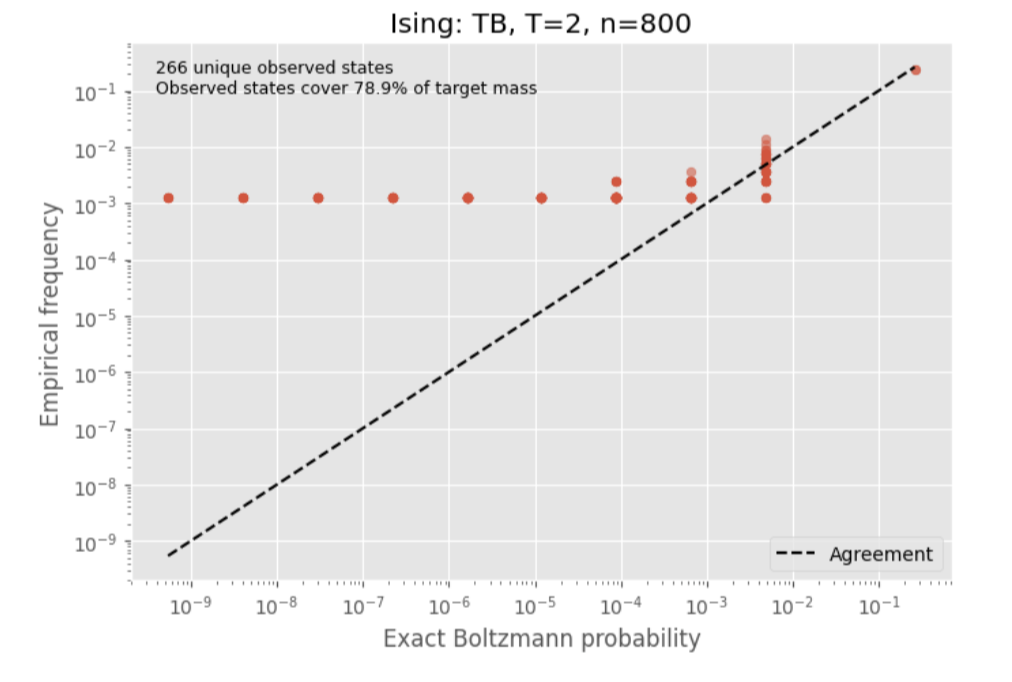 Ising: TB, T=2, n=800
266 unique observed states
Observed states cover 78.9% of target mass
10⁻¹
10⁻²
10⁻³
10⁻⁴
10⁻⁵
10⁻⁶
10⁻⁷
10⁻⁸
10⁻⁹
Empirical frequency
Agreement
10⁻⁹ 10⁻⁸ 10⁻⁷ 10⁻⁶ 10⁻⁵ 10⁻⁴ 10⁻³ 10⁻² 10⁻¹
Exact Boltzmann probability